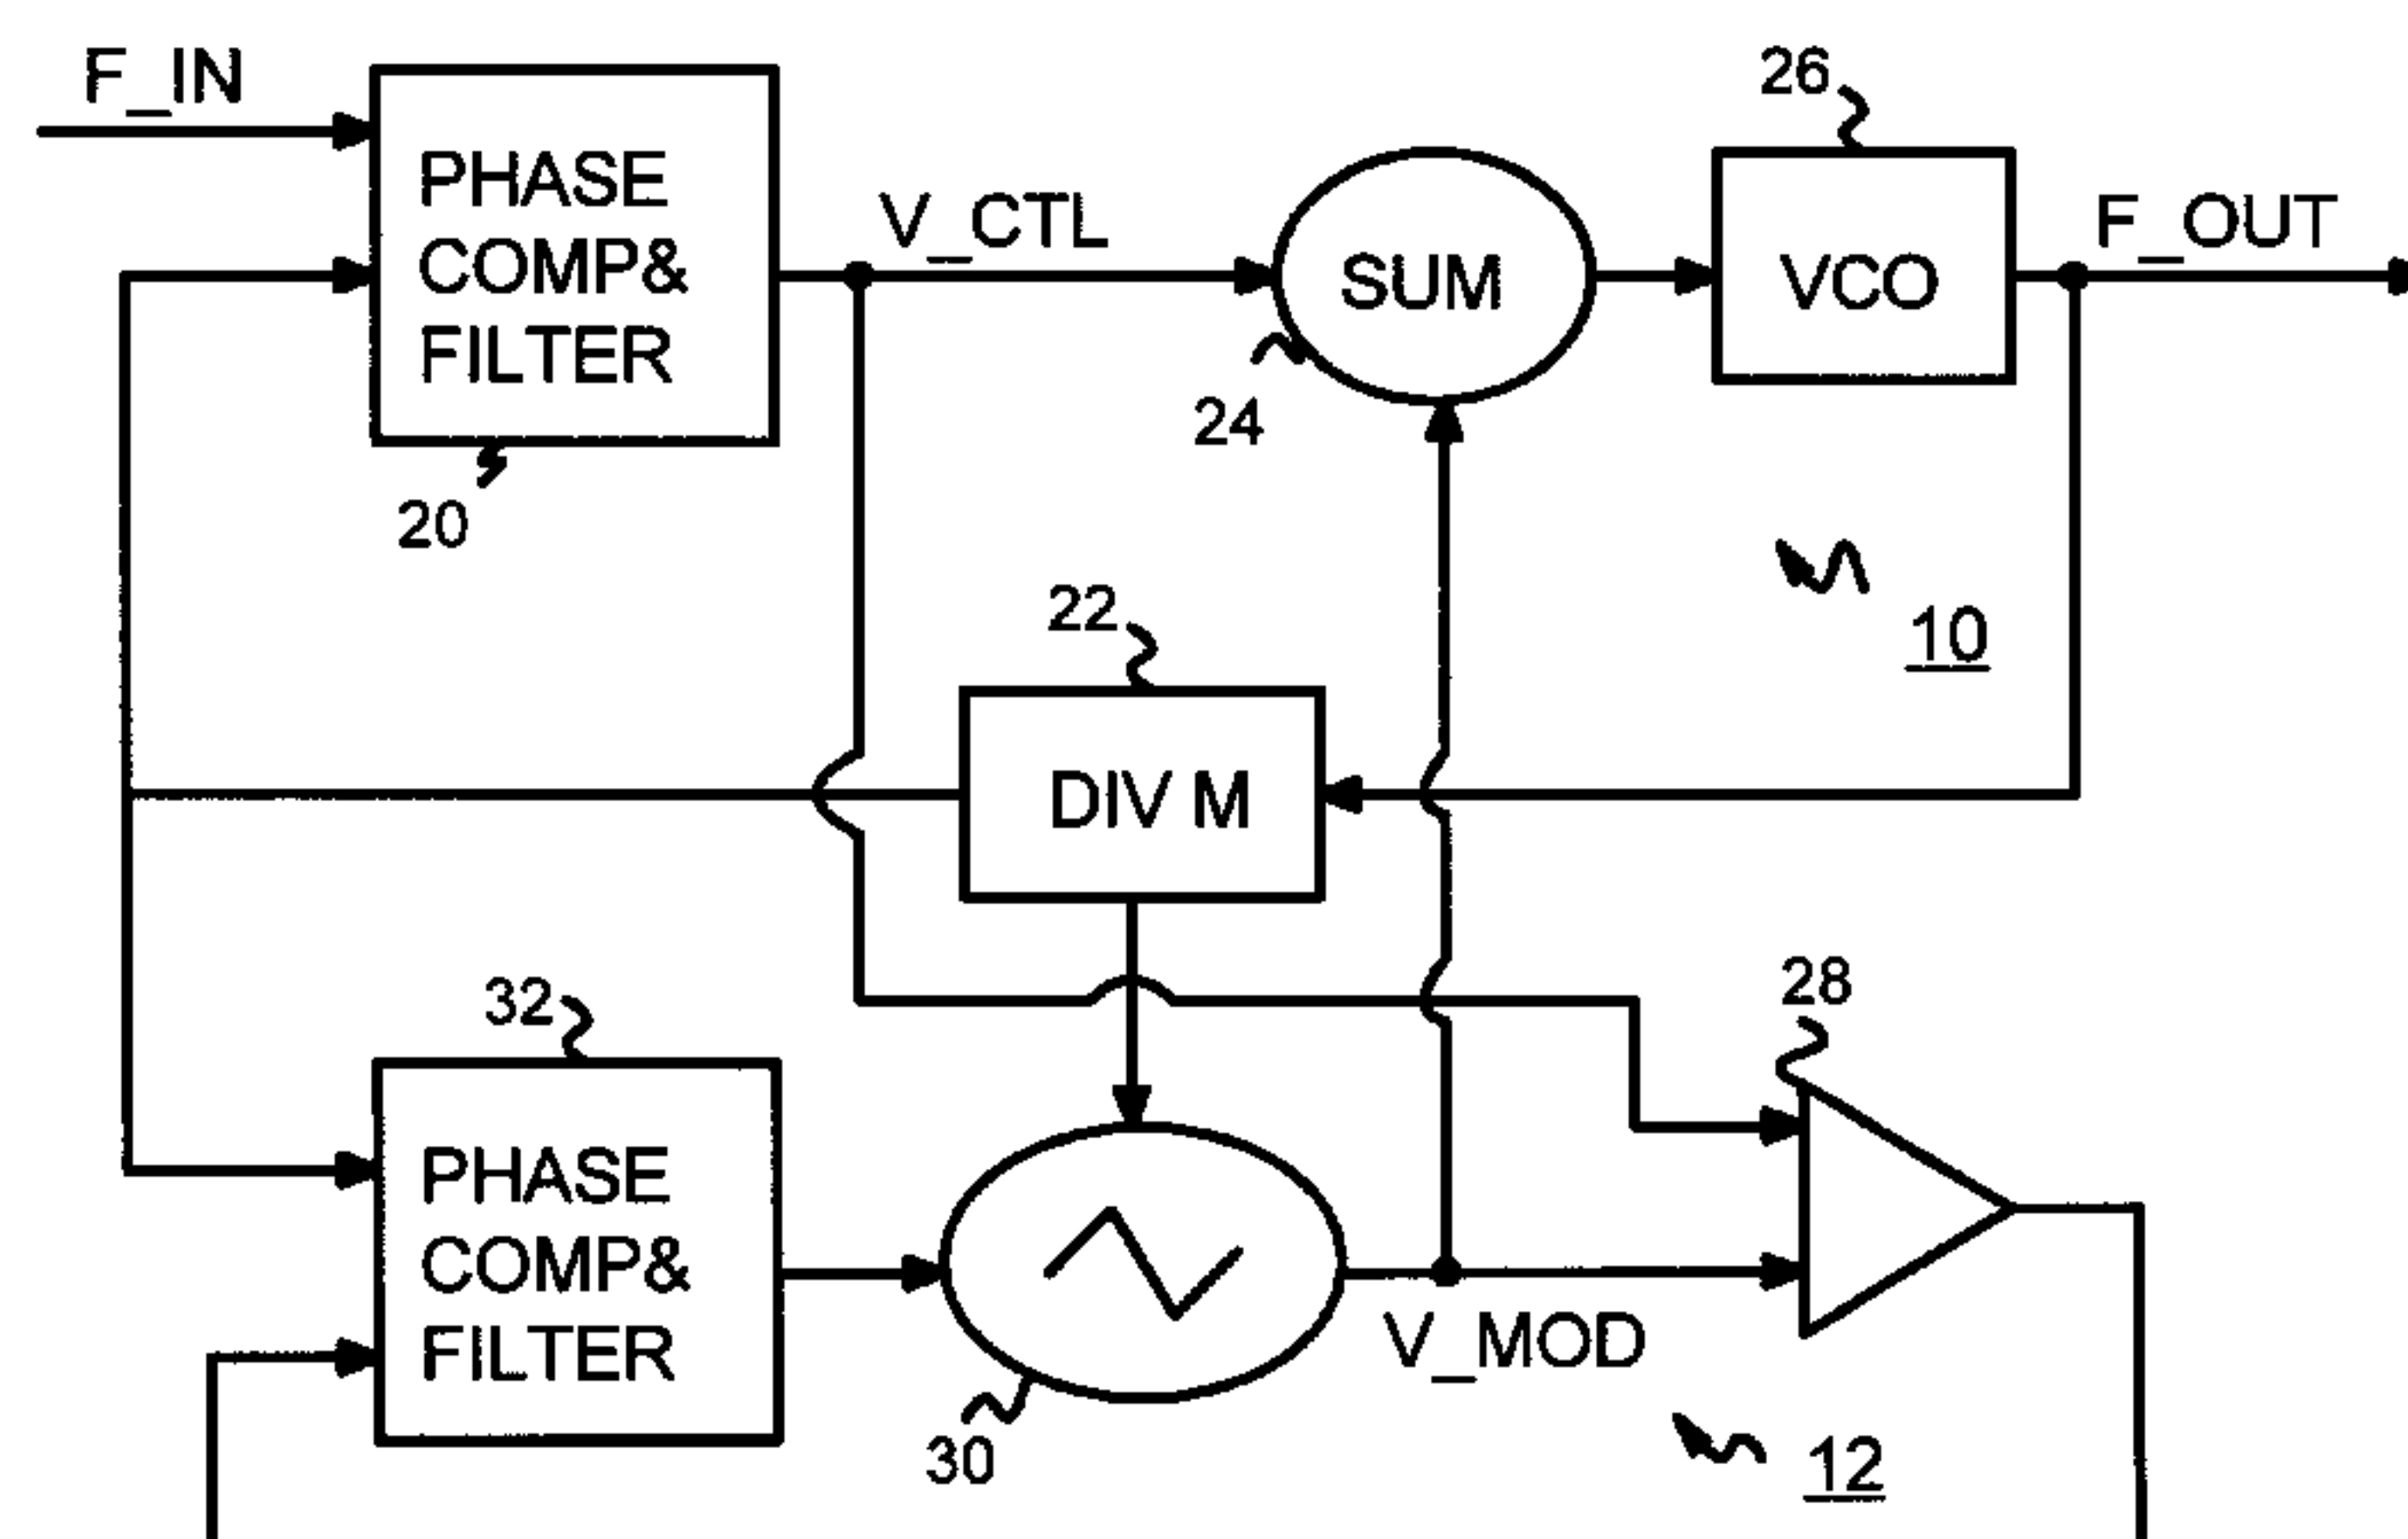 F_IN
PHASE
COMP&
FILTER
20
V_CTL
SUM
24
26
VCO
F_OUT
10
22
DIV M
32
PHASE
COMP&
FILTER
30
V_MOD
28
12